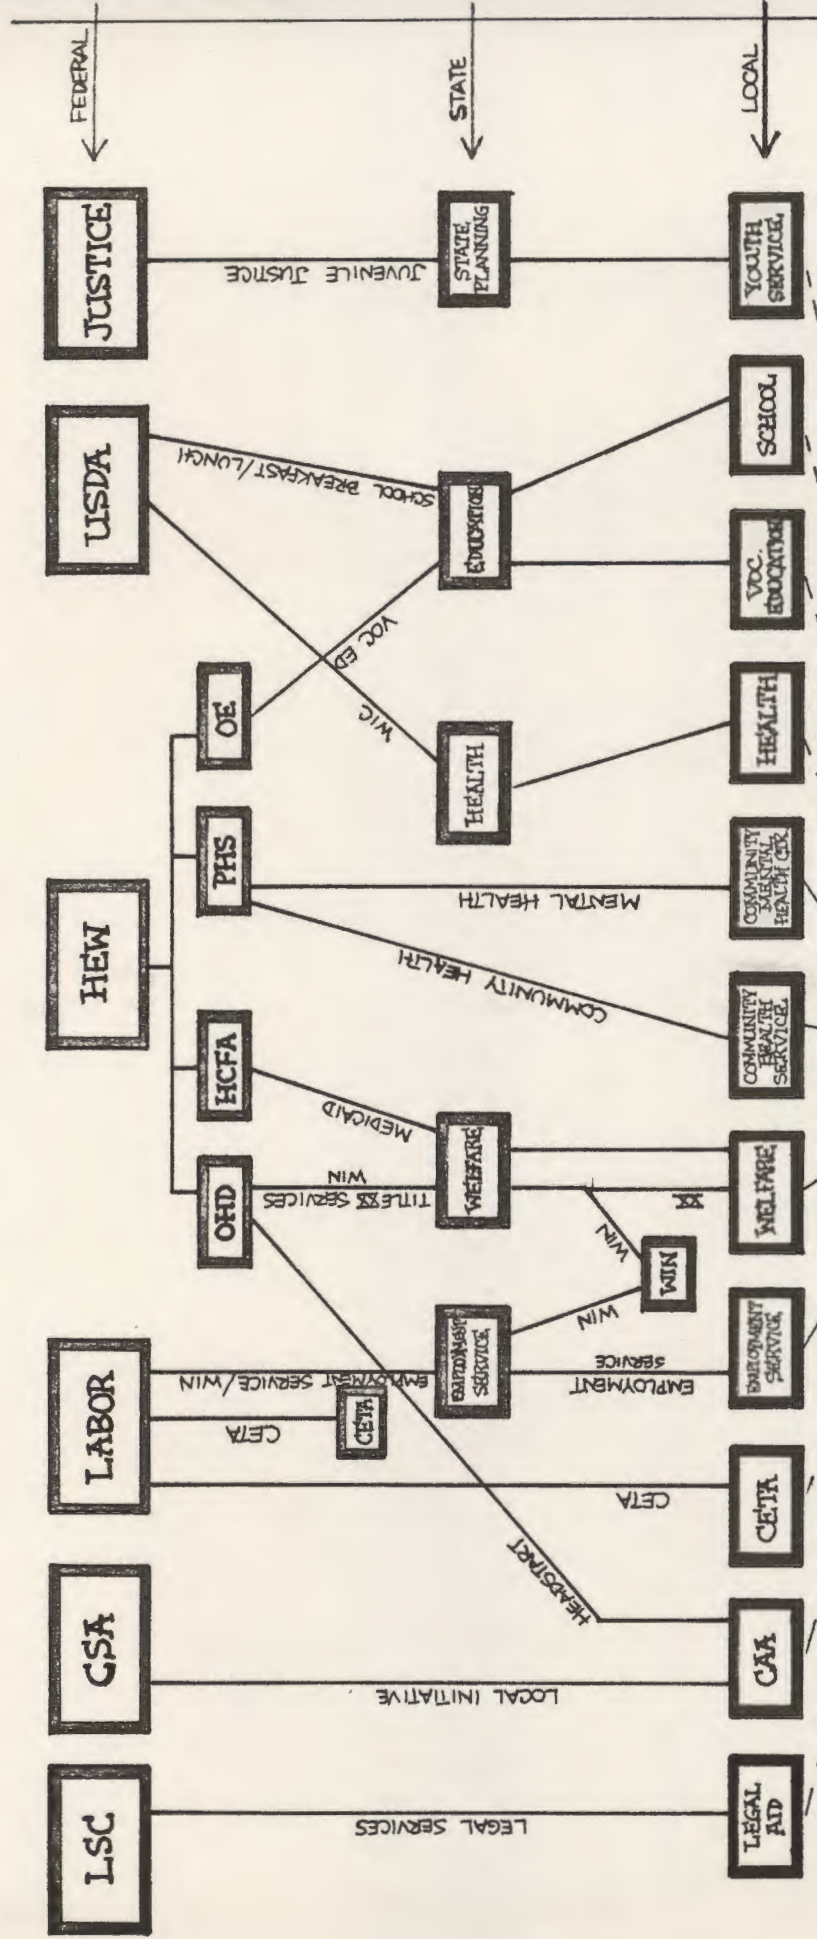 FEDERAL
LSC
CSA
LABOR
HEW
USDA
JUSTICE
OHD
HCFA
PHS
OE
LEGAL SERVICES
LOCAL INITIATIVE
HEADSTART
CETA
CETA
CETA
EMPLOYMENT SERVICE/WIN
TITLE XX SERVICES
WIN
MEDICAID
COMMUNITY HEALTH
MENTAL HEALTH
WIC
VOC ED
SCHOOL BREAKFAST/LUNCH
JUVENILE JUSTICE
STATE
EMPLOYMENT
SERVICE
WELFARE
HEALTH
EDUCATION
STATE
PLANNING
EMPLOYMENT
SERVICE
WIN
WIN
WIN
XX
LOCAL
LEGAL
AID
CAA
CETA
EMPLOYMENT
SERVICE
WELFARE
COMMUNITY
HEALTH
SERVICE
COMMUNITY
MENTAL
HEALTH CTR
HEALTH
VOC.
EDUCATION
SCHOOL
YOUTH
SERVICE